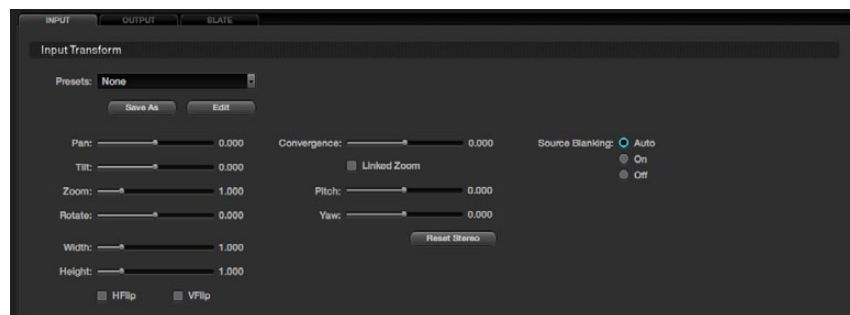 INPUT OUTPUT BLATE
Input Transform
Presets: None
Save As Edit
Pan: 0.000 Convergence: 0.000 Source Blanking: Auto
Tilt: 0.000 Linked Zoom On
Zoom: 1.000 Pitch: 0.000 Off
Rotate: 0.000 Yaw: 0.000
Width: 1.000 Reset Stereo
Height: 1.000
HFlip VFlip